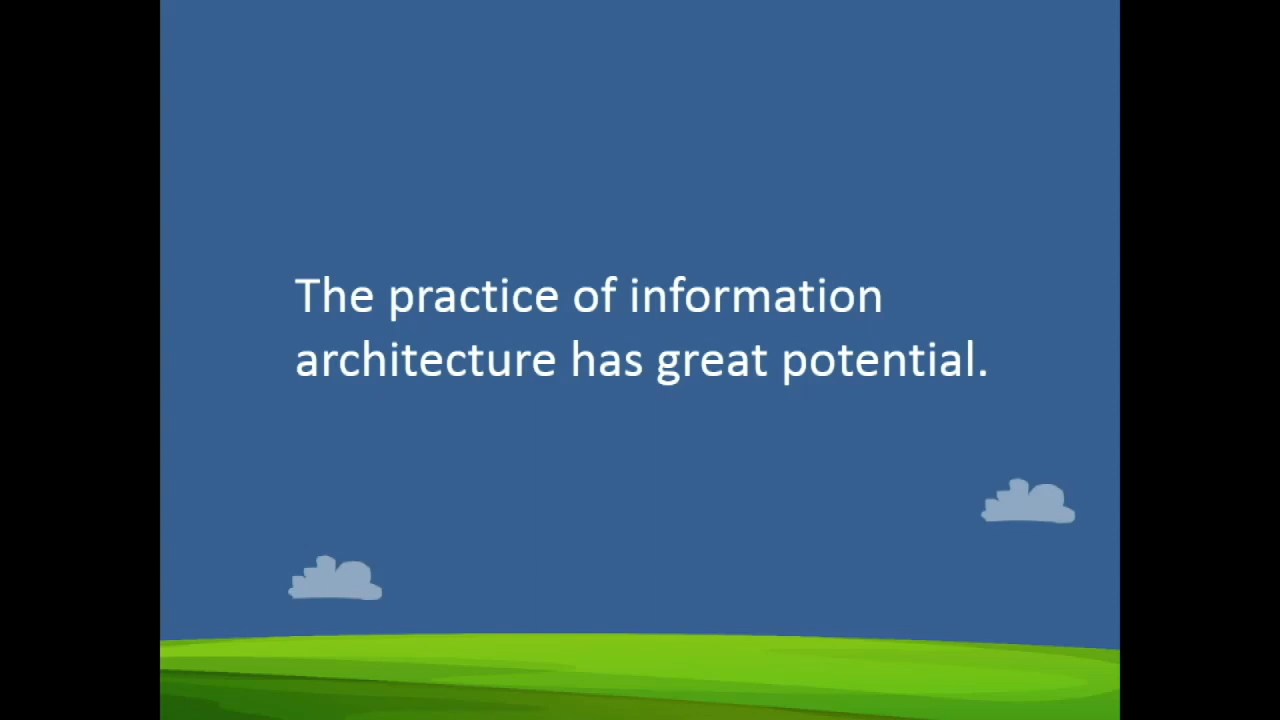 The practice of information
architecture has great potential.